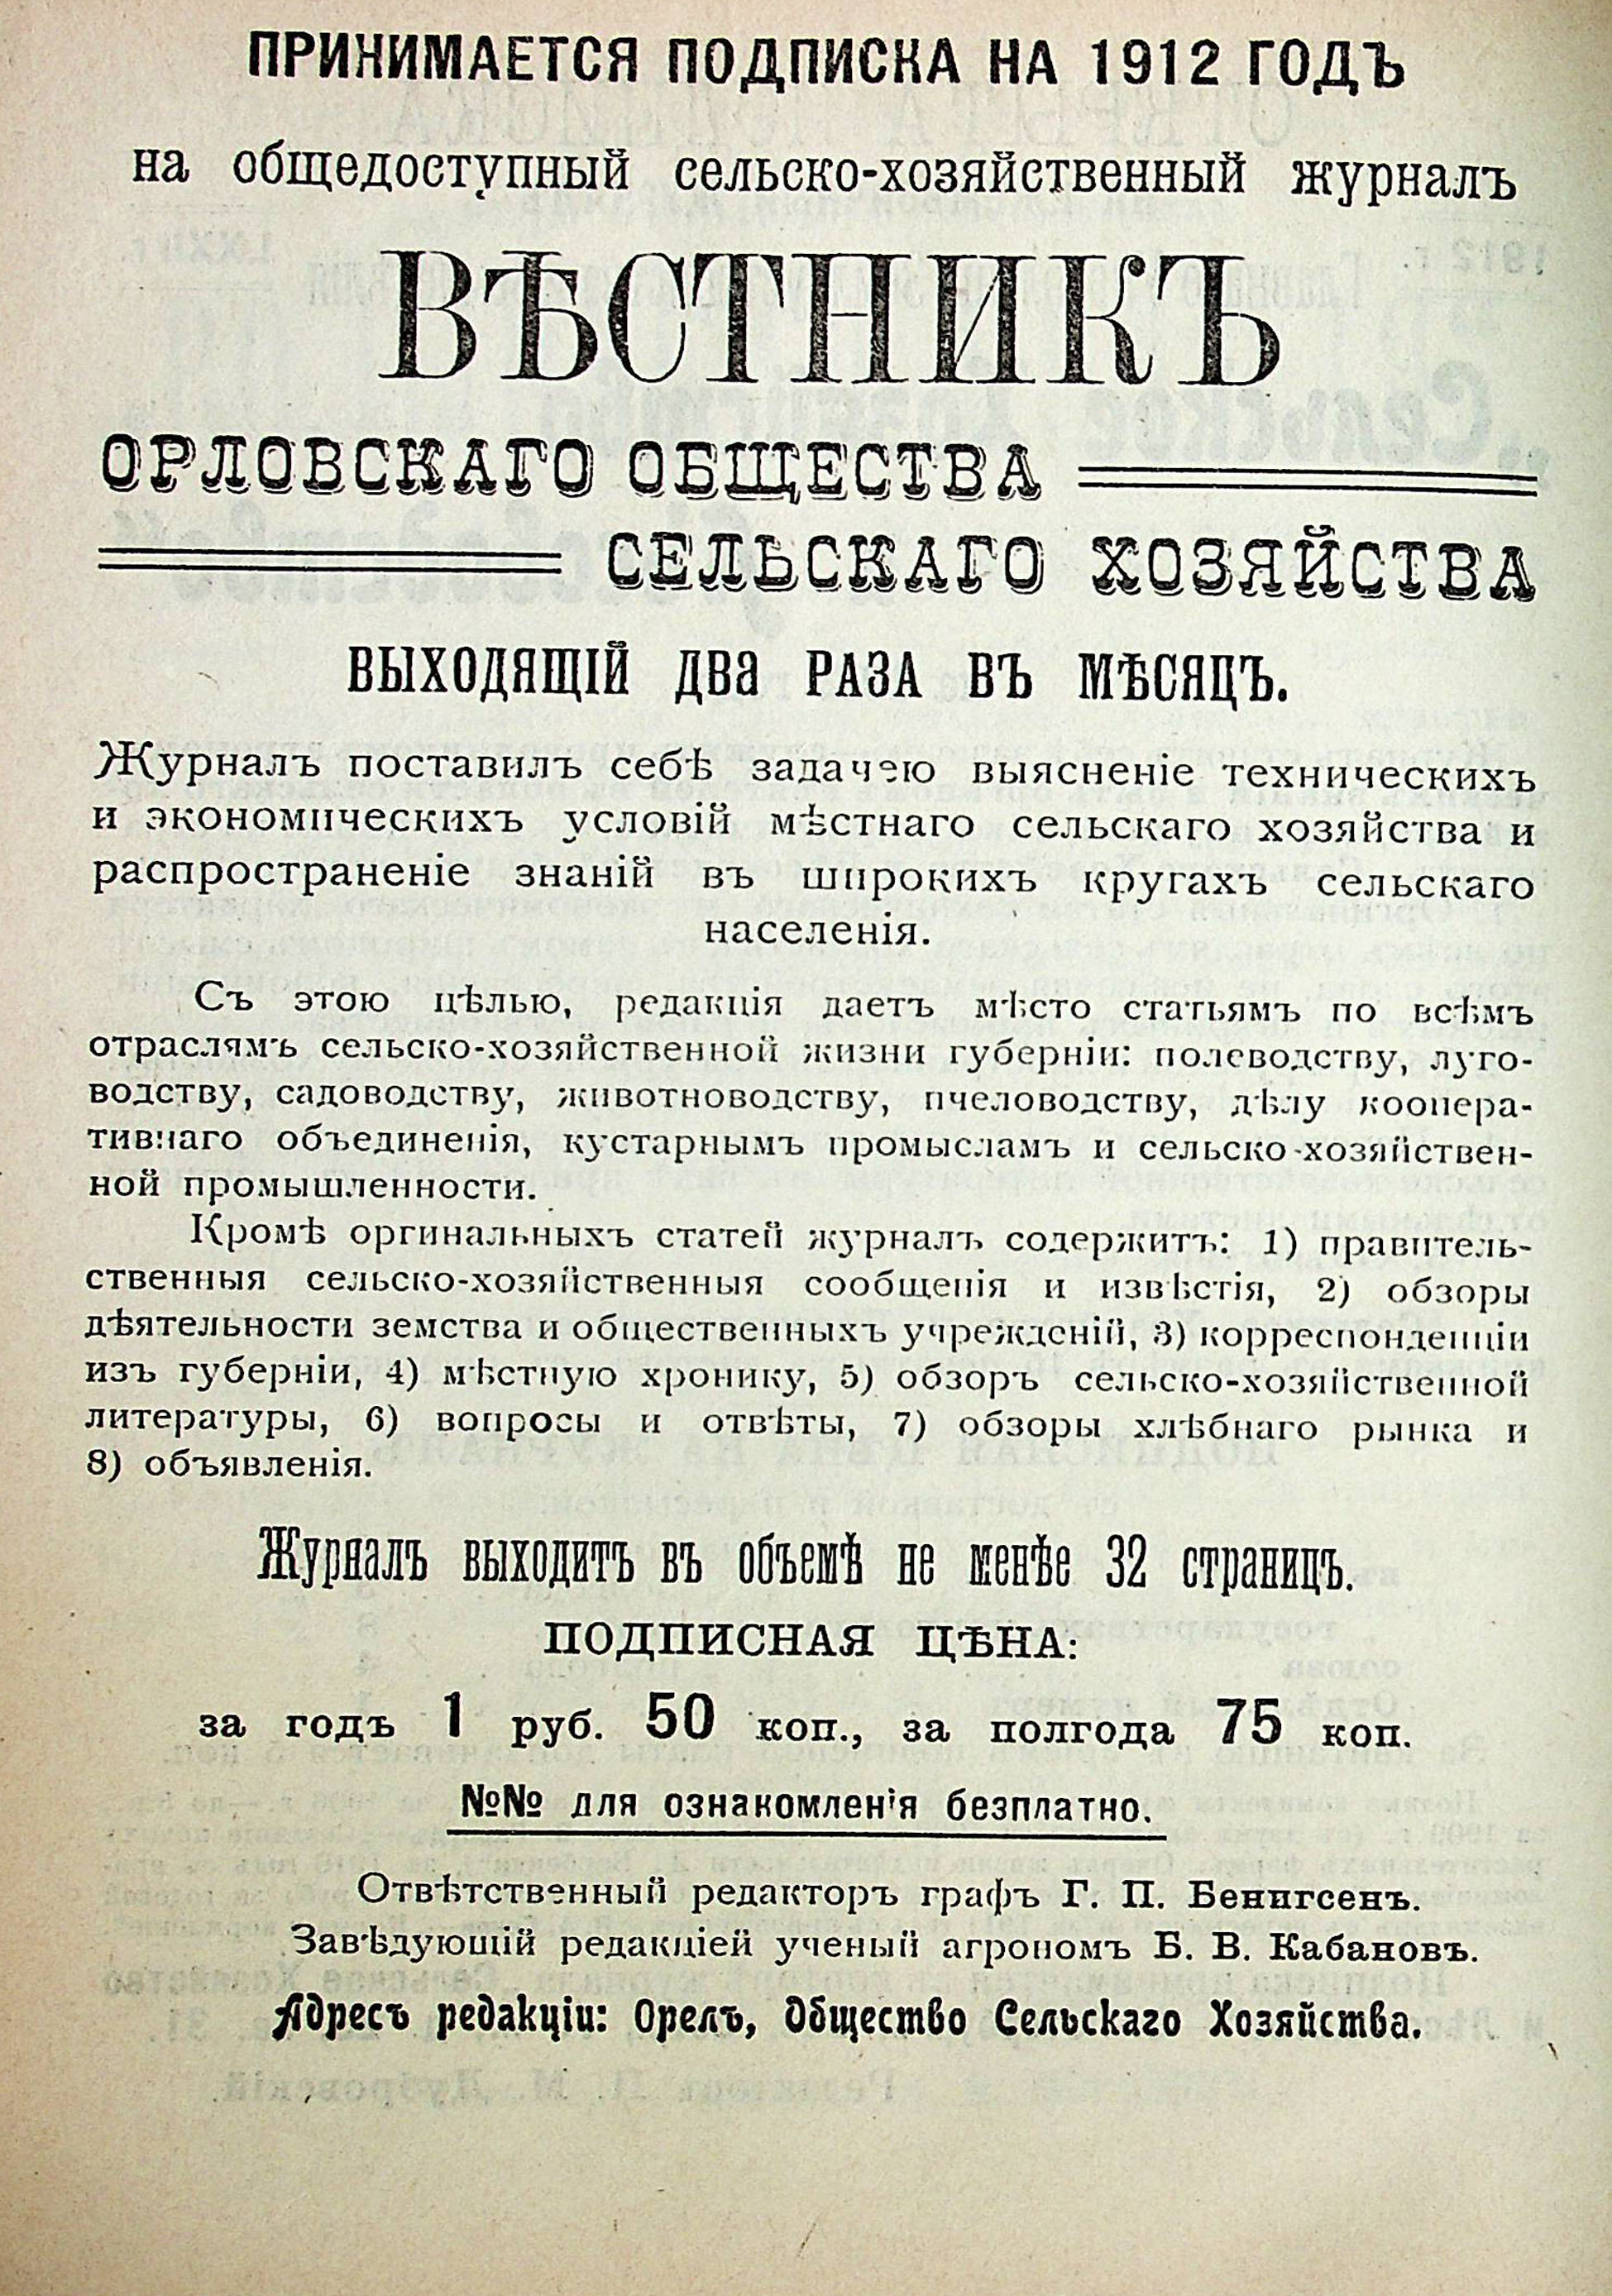 ПРИНИМАЕТСЯ ПОДПИСКА НА 1912 ГОДЪ
на общедоступный сельско-хозяйственный журналъ
ВѢСТНИКЪ
ОРЛОВСКАГО ОБЩЕСТВА
СЕЛЬСКАГО ХОЗЯЙСТВА
ВЫХОДЯЩІЙ ДВА РАЗА ВЪ МѢСЯЦЪ.
Журналъ поставилъ себѣ задачею выясненіе техническихъ
и экономическихъ условій мѣстнаго сельскаго хозяйства и
распространеніе знаній въ широкихъ кругахъ сельскаго
населенія.
Съ этою цѣлью, редакція даетъ мѣсто статьямъ по всѣмъ
отраслямъ сельско-хозяйственной жизни губерніи: полеводству, луго-
водству, садоводству, животноводству, пчеловодству, дѣлу коопера-
тивнаго объединенія, кустарнымъ промысламъ и сельско-хозяйствен-
ной промышленности.
Кромѣ оргинальныхъ статей журналъ содержитъ: 1) правитель-
ственныя сельско-хозяйственныя сообщенія и извѣстія, 2) обзоры
дѣятельности земства и общественныхъ учрежденій, 3) корреспонденціи
изъ губерніи, 4) мѣстную хронику, 5) обзоръ сельско-хозяйственной
литературы, 6) вопросы и отвѣты, 7) обзоры хлѣбнаго рынка и
8) объявленія.
Журналъ выходитъ въ объемѣ не менѣе 32 страницъ.
ПОДПИСНАЯ ЦѢНА:
за годъ 1 руб. 50 коп., за полгода 75 коп.
№№ для ознакомленія безплатно.
Отвѣтственный редакторъ графъ Г. П. Бенигсенъ.
Завѣдующій редакціей ученый агрономъ Б. В. Кабановъ.
Адресъ редакціи: Орелъ, Общество Сельскаго Хозяйства.